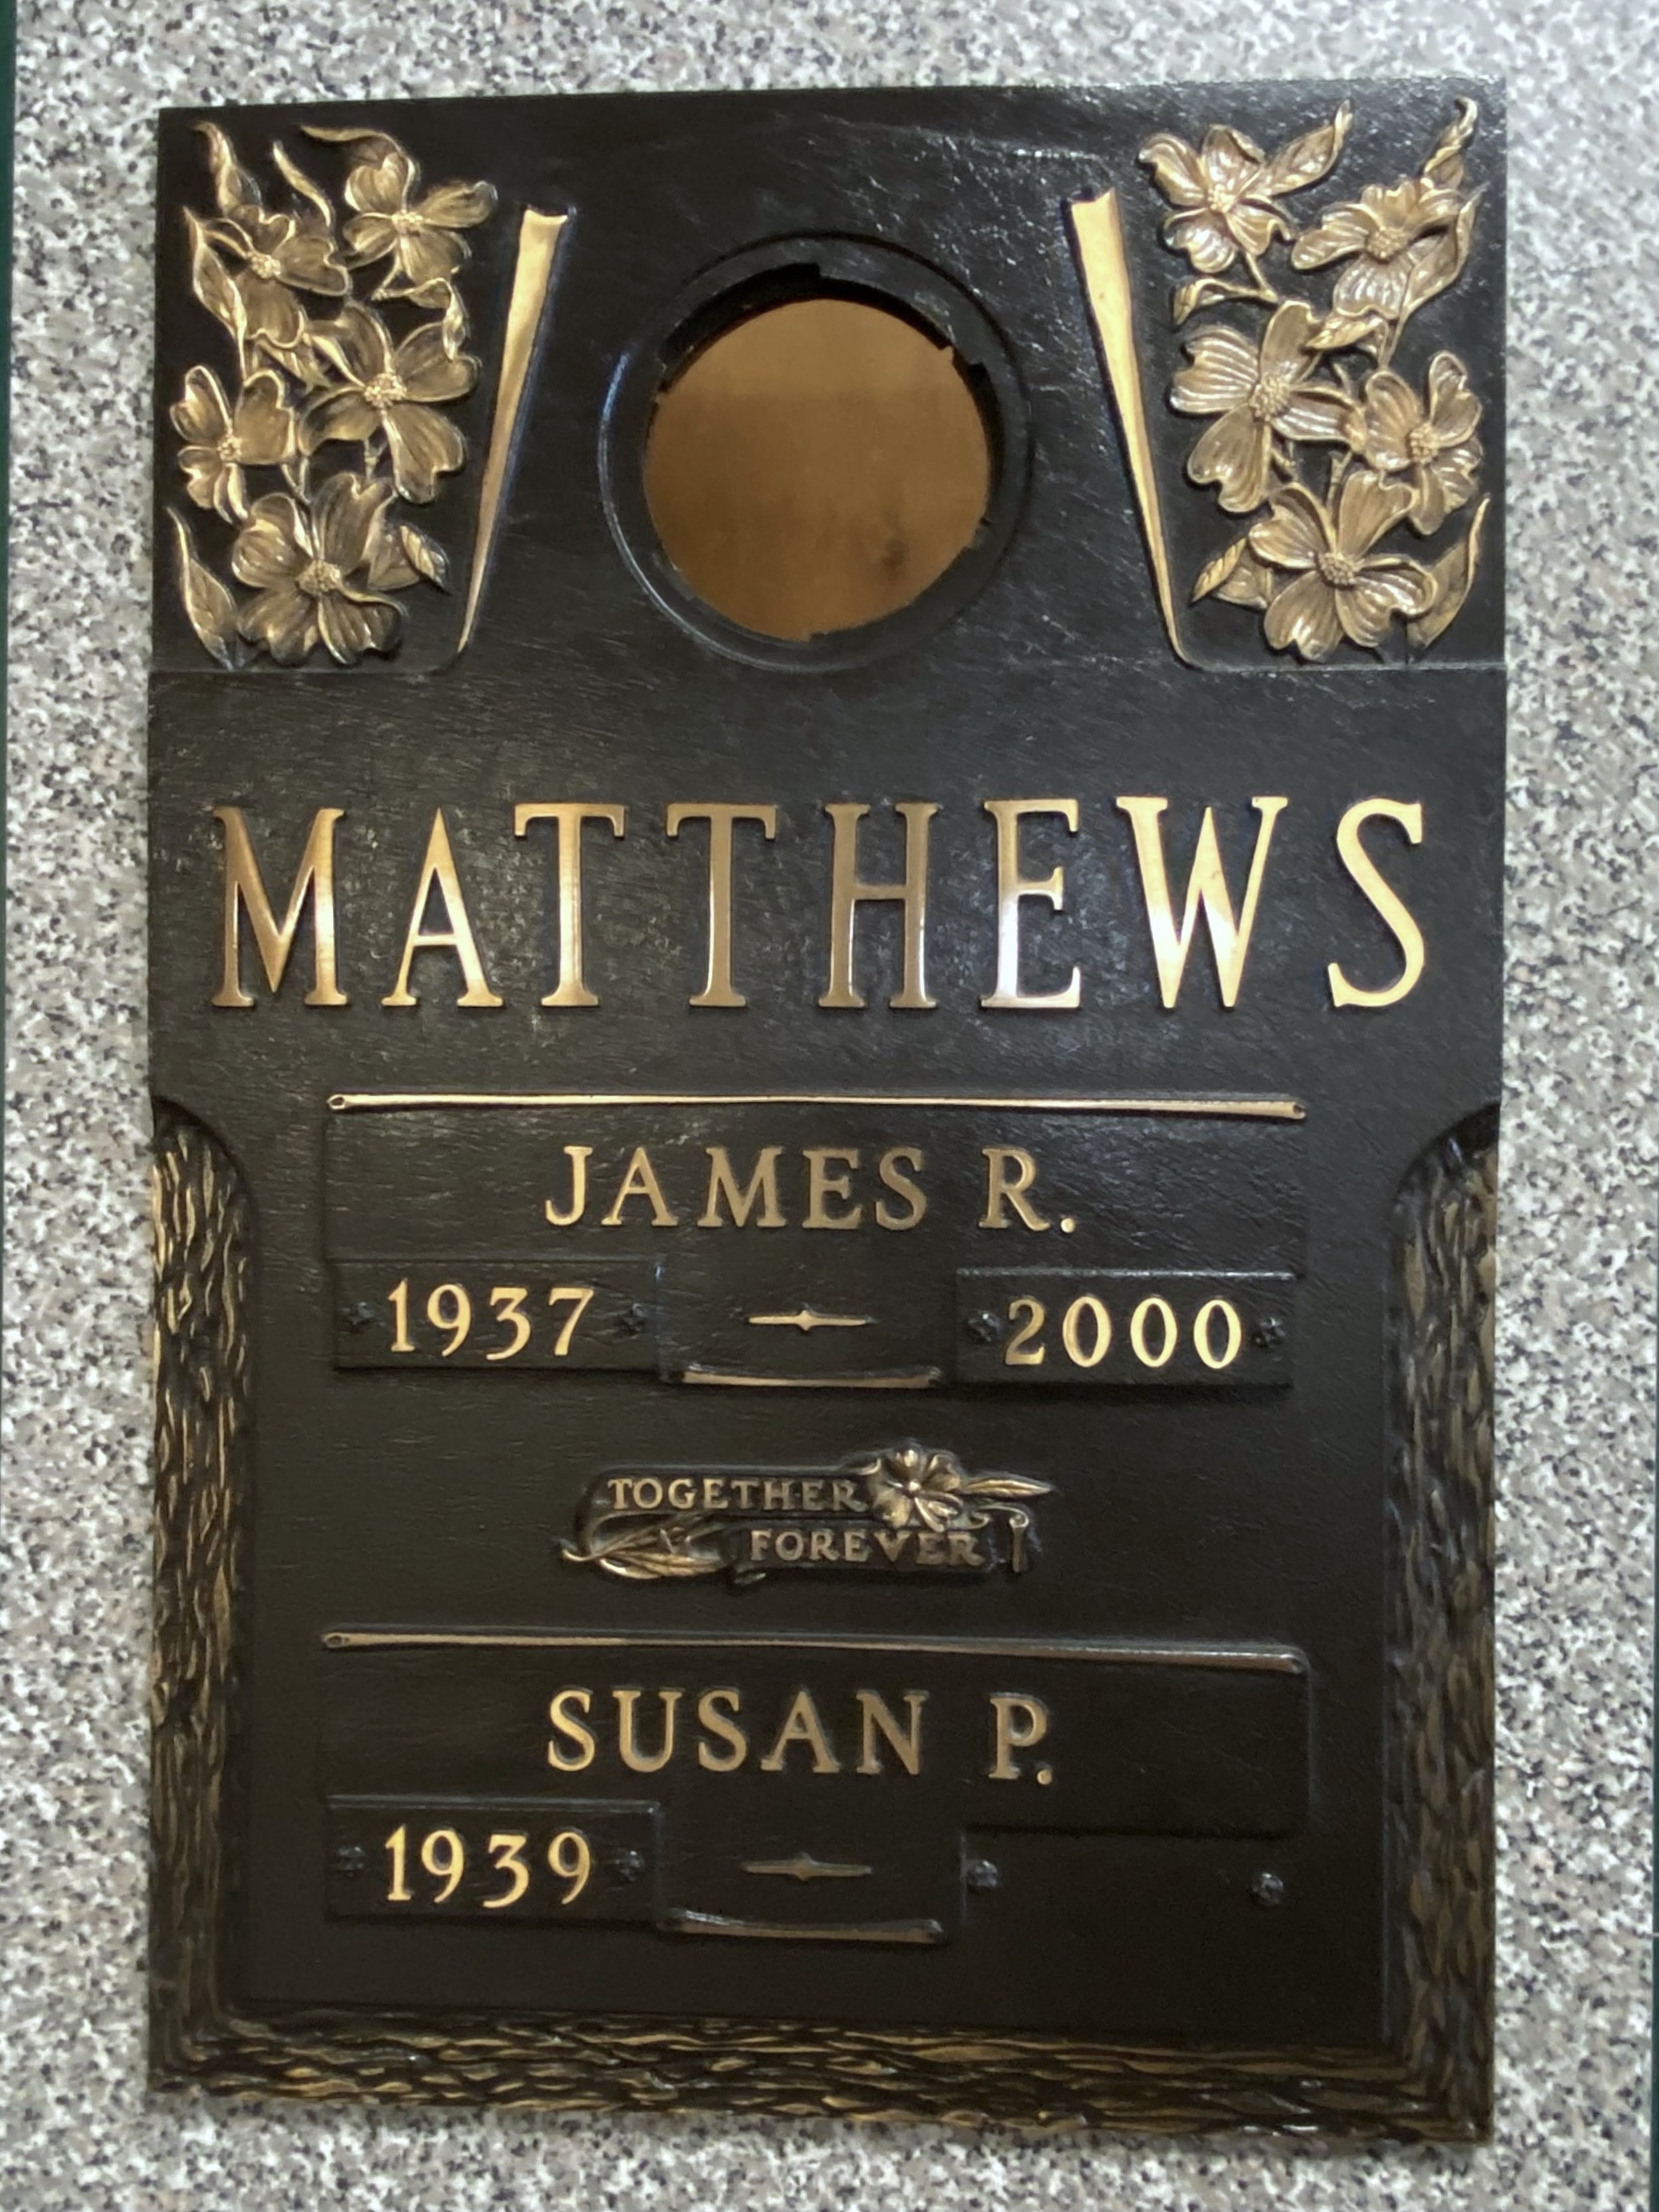 MATTHEWS
JAMES R.
1937 2000
TOGETHER
FOREVER
SUSAN P.
1939